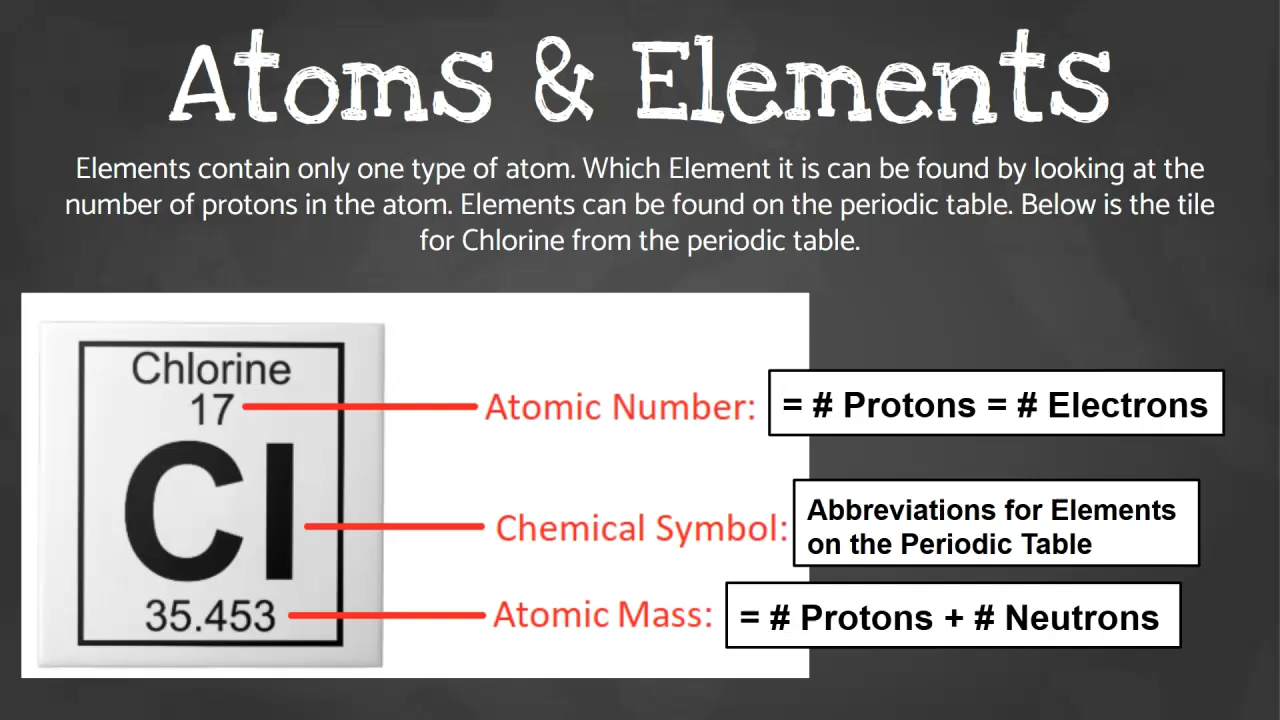 Atoms & Elements
Elements contain only one type of atom. Which Element it is can be found by looking at the
number of protons in the atom. Elements can be found on the periodic table. Below is the tile
for Chlorine from the periodic table.
Chlorine
17
Cl
35.453
Atomic Number:
= # Protons = # Electrons
Chemical Symbol:
Abbreviations for Elements
on the Periodic Table
Atomic Mass:
= # Protons + # Neutrons